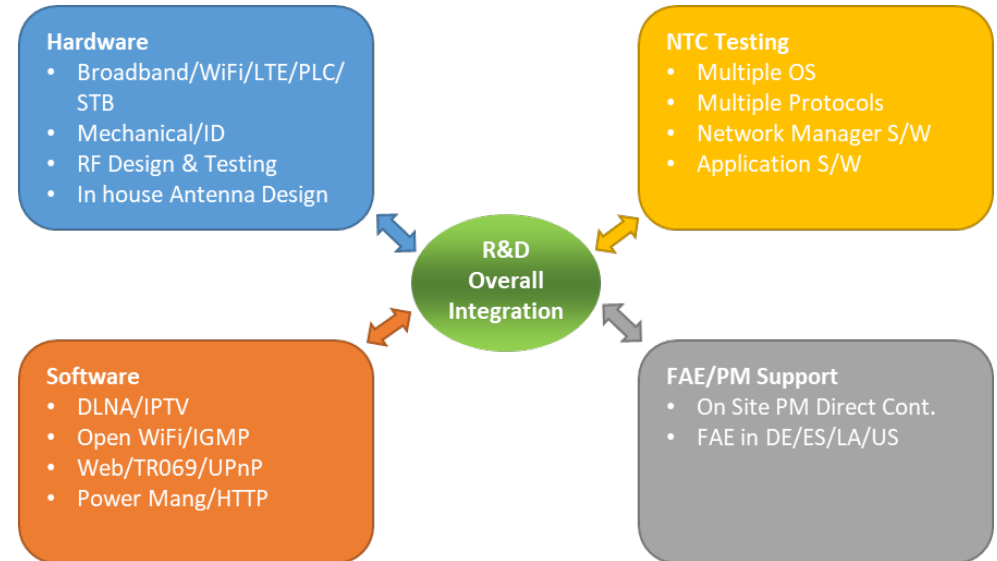 Hardware
• Broadband/WiFi/LTE/PLC/
STB
• Mechanical/ID
• RF Design & Testing
• In house Antenna Design
NTC Testing
• Multiple OS
• Multiple Protocols
• Network Manager S/W
• Application S/W
R&D
Overall
Integration
Software
• DLNA/IPTV
• Open WiFi/IGMP
• Web/TR069/UPnP
• Power Mang/HTTP
FAE/PM Support
• On Site PM Direct Cont.
• FAE in DE/ES/LA/US